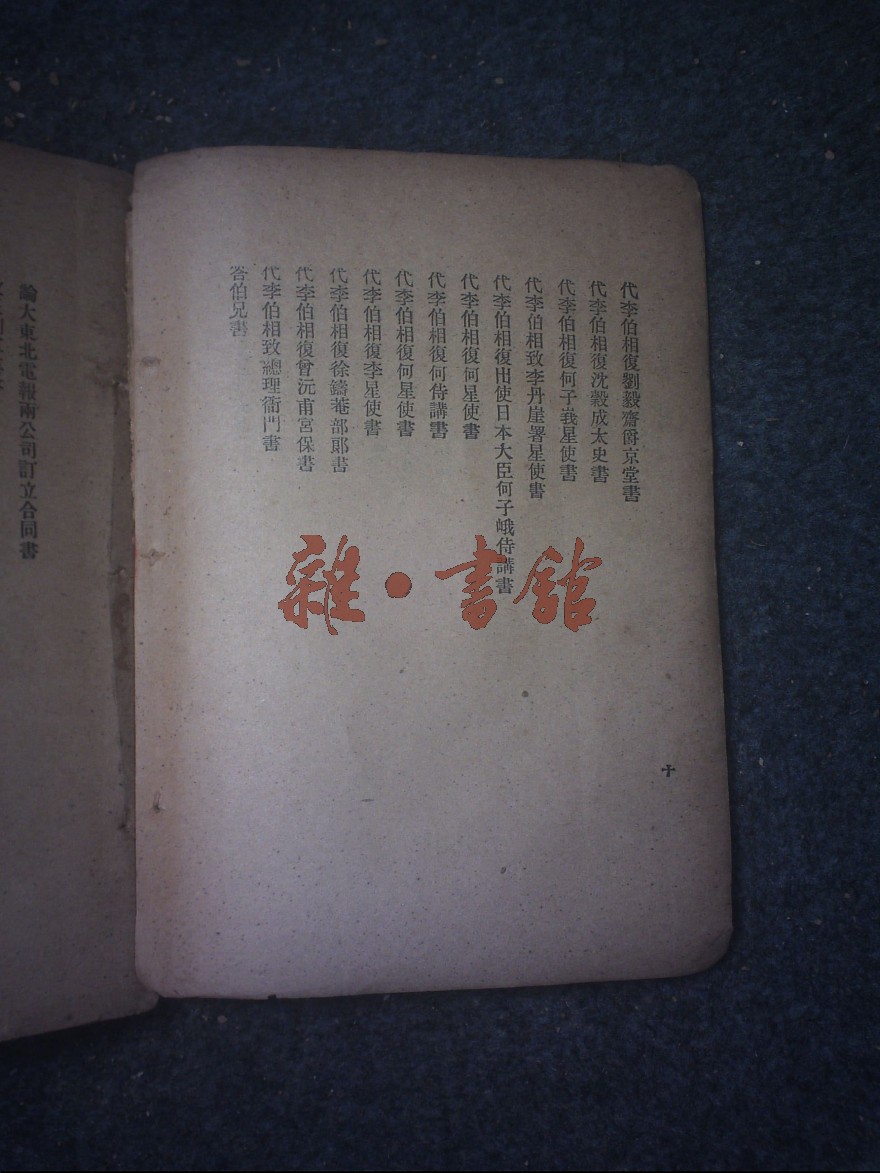 代李伯相復劉毅齋爵京堂書
代李伯相復沈穀成太史書
代李伯相復何子峩星使書
代李伯相致李丹崖署星使書
代李伯相復出使日本大臣何子峨侍講書
代李伯相復何星使書
代李伯相復何侍講書
代李伯相復何星使書
代李伯相復李星使書
代李伯相復徐鑄菴部郎書
代李伯相復曾沅甫宮保書
代李伯相致總理衙門書
答伯兄書
十
論大東北電報兩公司訂立合同書
雜·書館